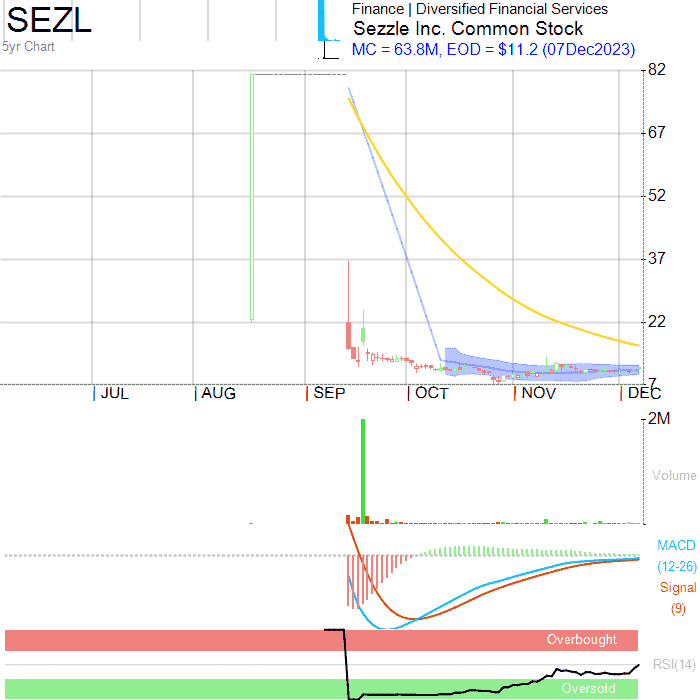 SEZL
5yr Chart
Finance | Diversified Financial Services
Sezzle Inc. Common Stock
MC = 63.8M, EOD = $11.2 (07Dec2023)
82
67
52
37
22
7
JUL AUG SEP OCT NOV DEC
2M
Volume
MACD
(12-26)
Signal
(9)
Overbought
RSI(14)
Oversold